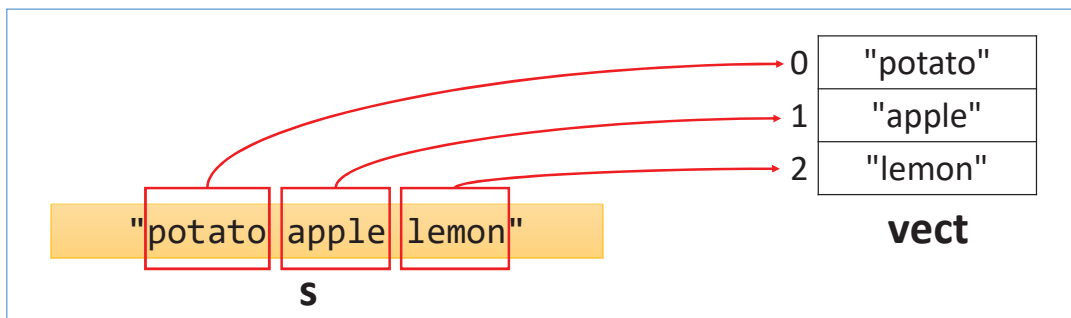 0 "potato"
1 "apple"
2 "lemon"
vect
"potato apple lemon"
s